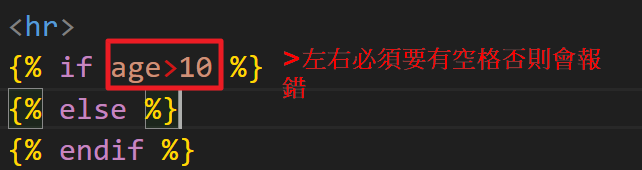 <hr>
{% if age>10 %}
>左右必須要有空格否則會報
錯
{% else %}
{% endif %}